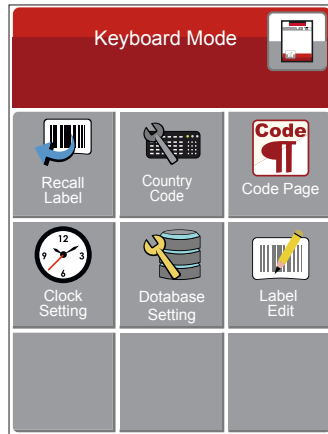 Keyboard Mode
Code
Recall
Label
Country
Code
Code Page
12
9
3
6
Clock
Setting
Dotabase
Setting
Label
Edit